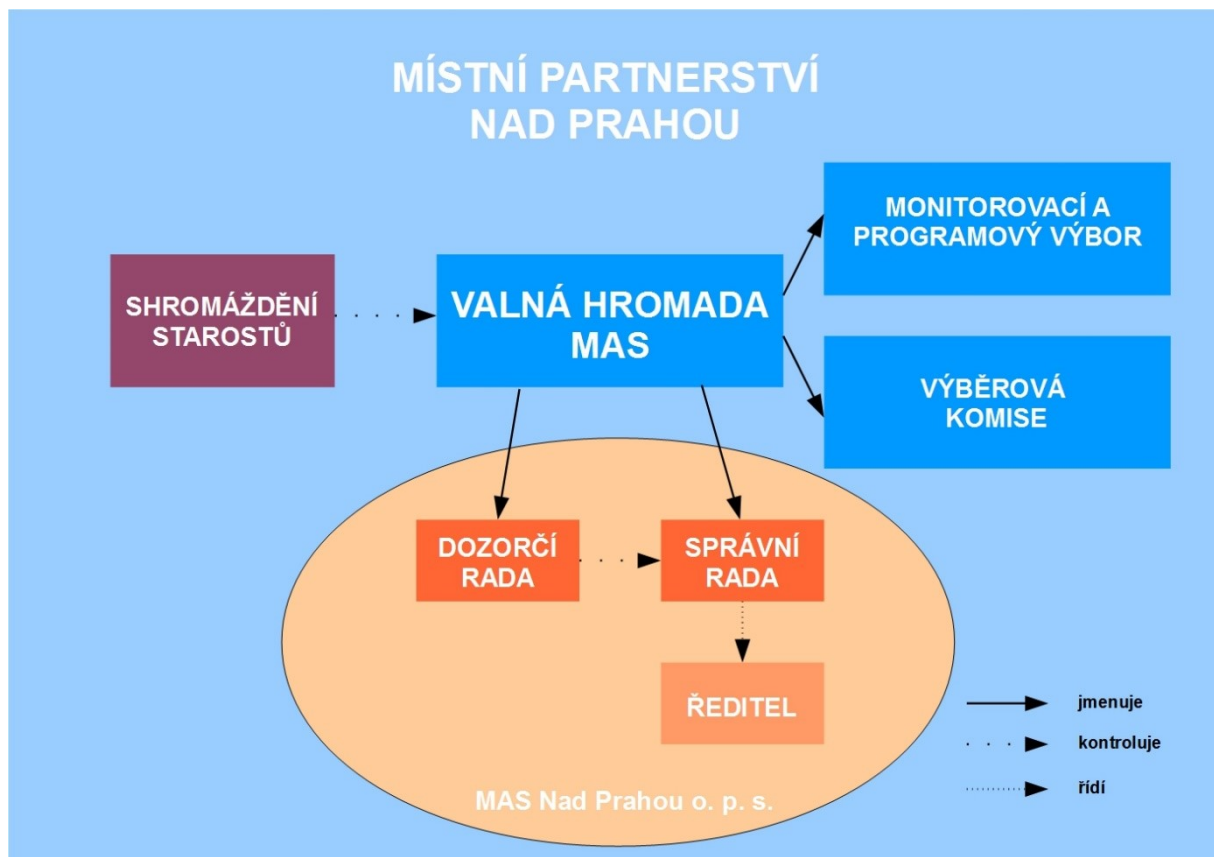 MÍSTNÍ PARTNERSTVÍ
NAD PRAHOU
MONITOROVACÍ A
PROGRAMOVÝ VÝBOR
SHROMÁŽDĚNÍ
STAROSTŮ
VALNÁ HROMADA
MAS
VÝBĚROVÁ
KOMISE
DOZORČÍ
RADA
SPRÁVNÍ
RADA
ŘEDITEL
MAS Nad Prahou o. p. s.
jmenuje
kontroluje
řídí